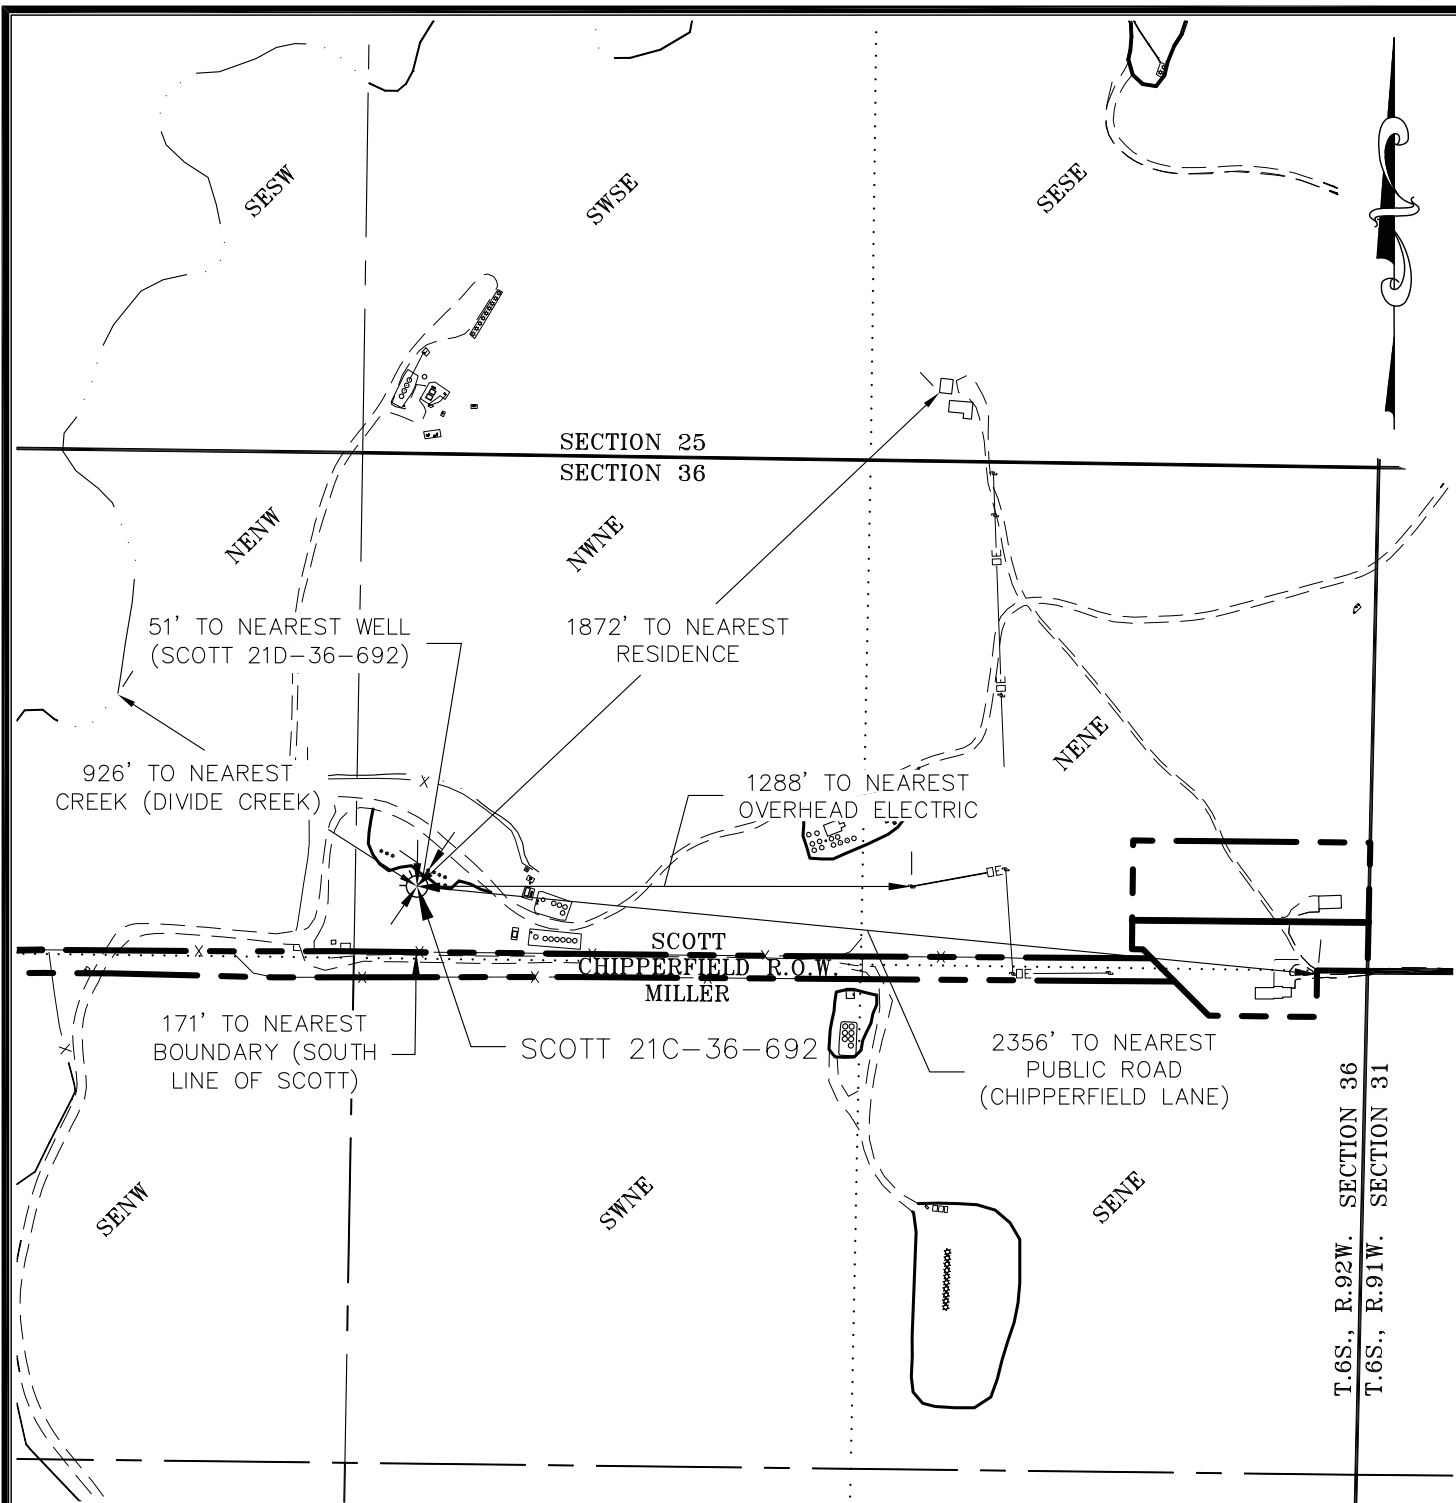 SESW
SWSE
SESE
SECTION 25
SECTION 36
NENW
NWNE
51' TO NEAREST WELL
(SCOTT 21D-36-692)
1872' TO NEAREST
RESIDENCE
NENE
926' TO NEAREST
CREEK (DIVIDE CREEK)
1288' TO NEAREST
OVERHEAD ELECTRIC
X
E
E
E
SCOTT
CHIPPERFIELD R.O.W.
MILLER
X
X
X
X
X
X
X
X
X
E
171' TO NEAREST
BOUNDARY (SOUTH
LINE OF SCOTT)
SCOTT 21C-36-692
2356' TO NEAREST
PUBLIC ROAD
(CHIPPERFIELD LANE)
X
SENW
SWNE
SENE
T.6S., R.92W. SECTION 36
T.6S., R.91W. SECTION 31